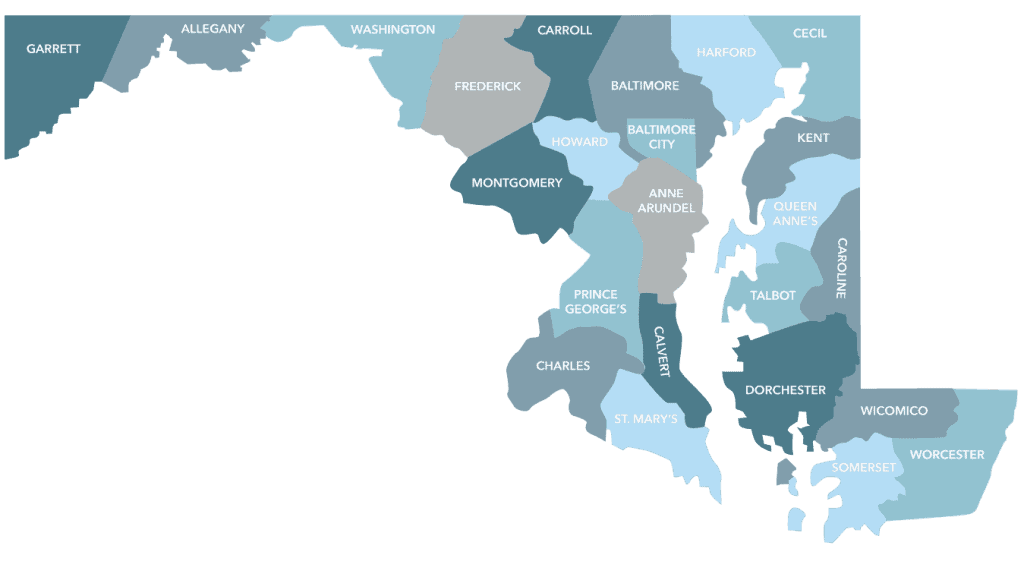 GARRETT
ALLEGANY
WASHINGTON
FREDERICK
CARROLL
BALTIMORE
HARFORD
CECIL
BALTIMORE
CITY
HOWARD
KENT
MONTGOMERY
ANNE
ARUNDEL
QUEEN
ANNE'S
CAROLINE
TALBOT
PRINCE
GEORGE'S
CALVERT
CHARLES
DORCHESTER
ST. MARY'S
WICOMICO
WORCESTER
SOMERSET